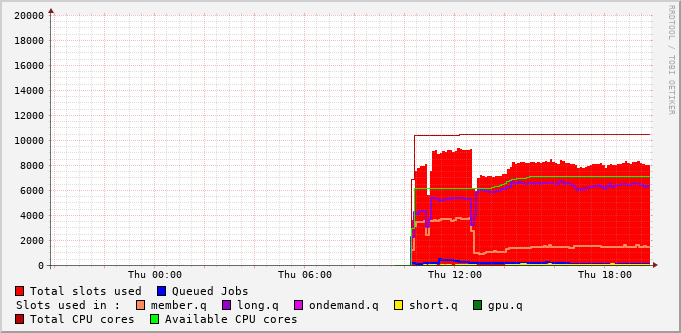 20000
18000
16000
14000
12000
10000
8000
6000
4000
2000
0
Thu 00:00 Thu 06:00 Thu 12:00 Thu 18:00
Total slots used Queued Jobs
Slots used in : member.q long.q ondemand.q short.q gpu.q
Total CPU cores Available CPU cores
RRDTOOL / TOBI OETIKER